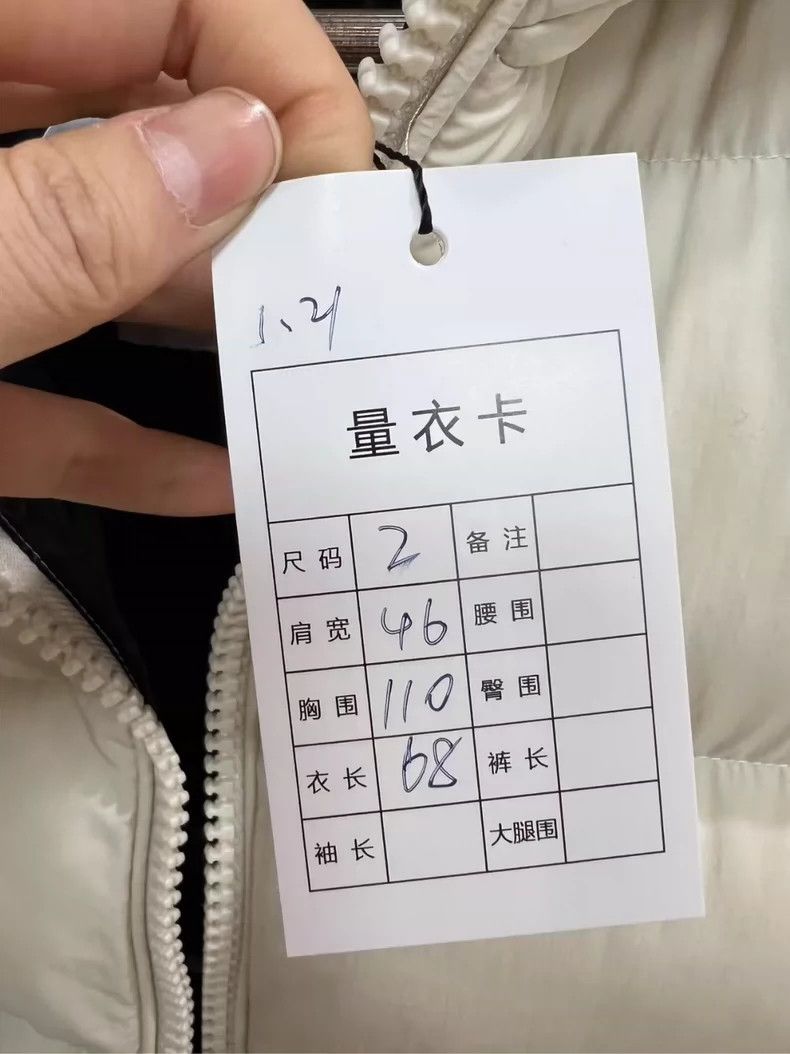 1、21
量衣卡
尺码 2 备注
肩宽 46 腰围
胸围 110 臀围
衣长 68 裤长
袖长 大腿围